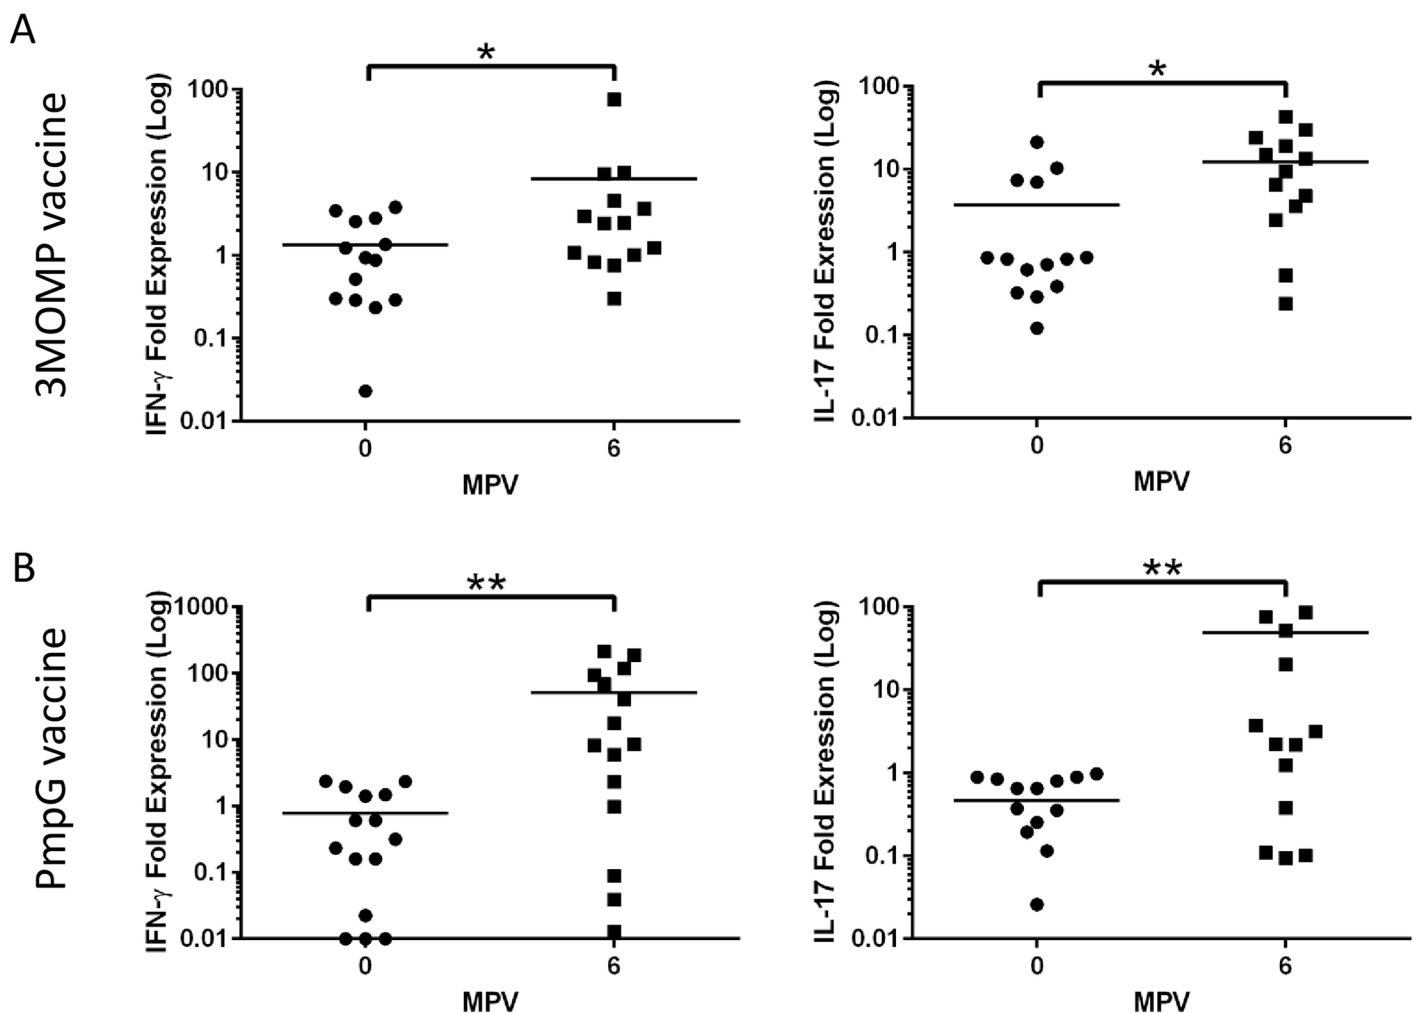 A
3MOMP vaccine
IFN-γ Fold Expression (Log)
100
10
1
0.1
0.01
*
0
6
MPV
IL-17 Fold Exression (Log)
100
10
1
0.1
0.01
*
0
6
MPV
B
PmpG vaccine
IFN-γ Fold Expression (Log)
1000
100
10
1
0.1
0.01
**
0
6
MPV
IL-17 Fold Exression (Log)
100
10
1
0.1
0.01
**
0
6
MPV